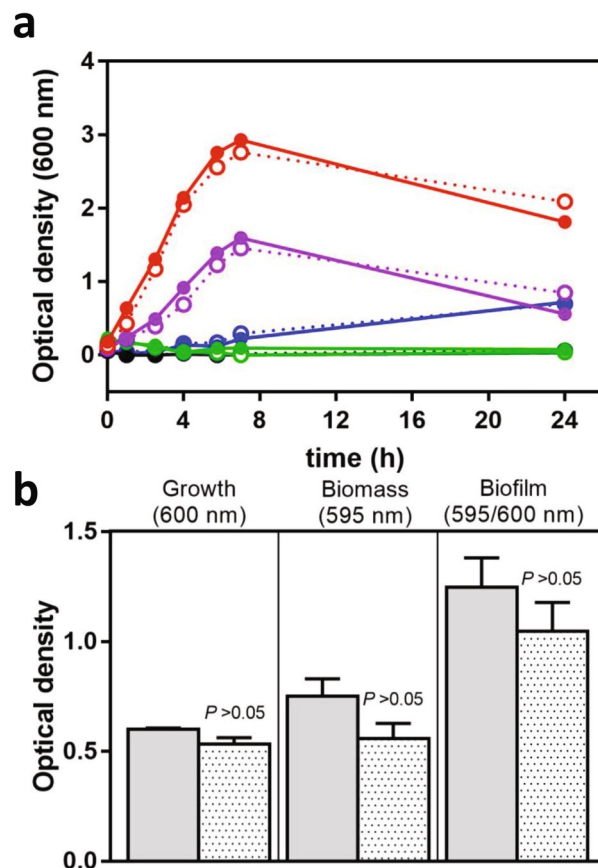 a
Optical density (600 nm)
4
3
2
1
0
0 4 8 12 16 20 24
time (h)
b
Growth Biomass Biofilm
(600 nm) (595 nm) (595/600 nm)
Optical density
1.5
1.0
0.5
0.0
P >0.05
P >0.05
P >0.05